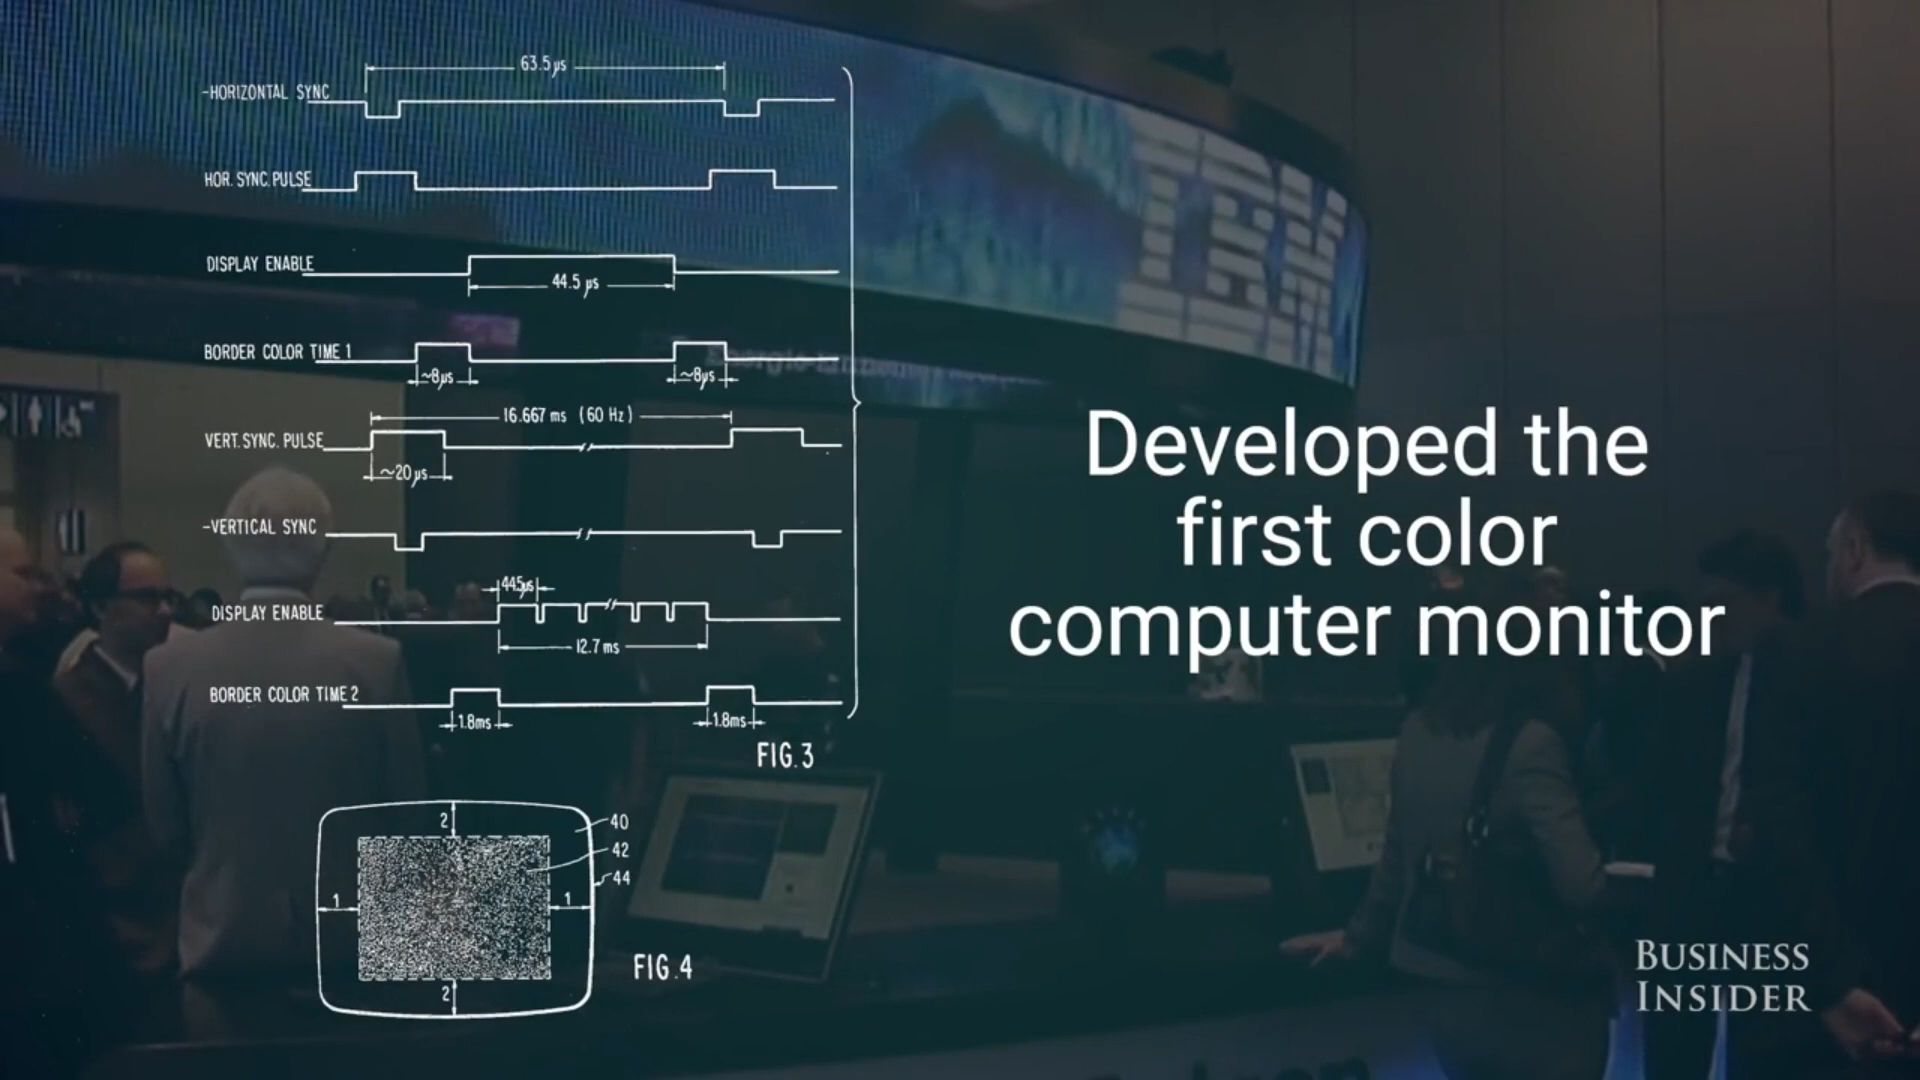 63.5 µs
-HORIZONTAL SYNC
HOR. SYNC. PULSE
DISPLAY ENABLE
44.5 µs
BORDER COLOR TIME 1
~8µs
~8µs
16.667 ms (60 Hz)
VERT. SYNC. PULSE
~20 µs
-VERTICAL SYNC
44.5µs
DISPLAY ENABLE
12.7 ms
BORDER COLOR TIME 2
1.8ms
1.8ms
FIG.3
2
40
42
44
1
1
2
FIG.4
IBM
Developed the
first color
computer monitor
BUSINESS
INSIDER